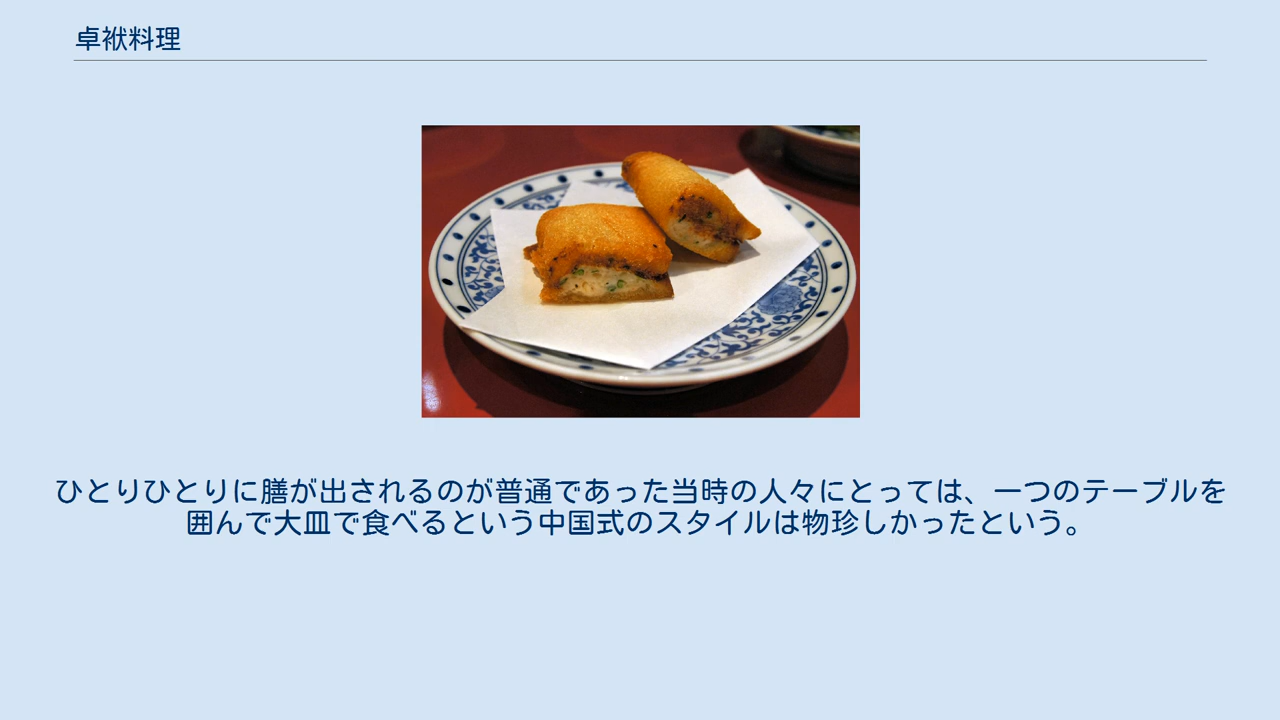 卓袱料理
ひとりひとりに膳が出されるのが普通であった当時の人々にとっては、一つのテーブルを
囲んで大皿で食べるという中国式のスタイルは物珍しかったという。